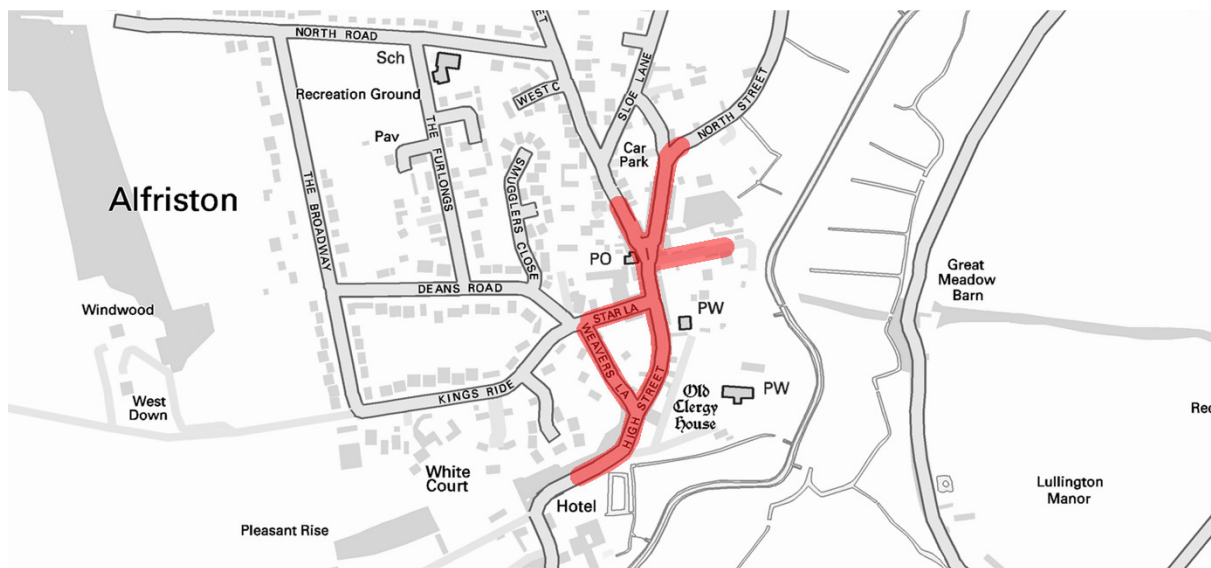 NORTH ROAD
Sch
Recreation Ground
Pav
THE FURLONGS
WEST C
SLOE LANE
NORTH STREET
Car
Park
SMUGGLERS CLOSE
Alfriston
THE BROADWAY
PO
DEANS ROAD
Great
Meadow
Barn
Windwood
STAR LA
PW
WEAVERS LA
West
Down
KINGS RIDE
HIGH STREET
Old
Clergy
House
PW
White
Court
Hotel
Lullington
Manor
Pleasant Rise